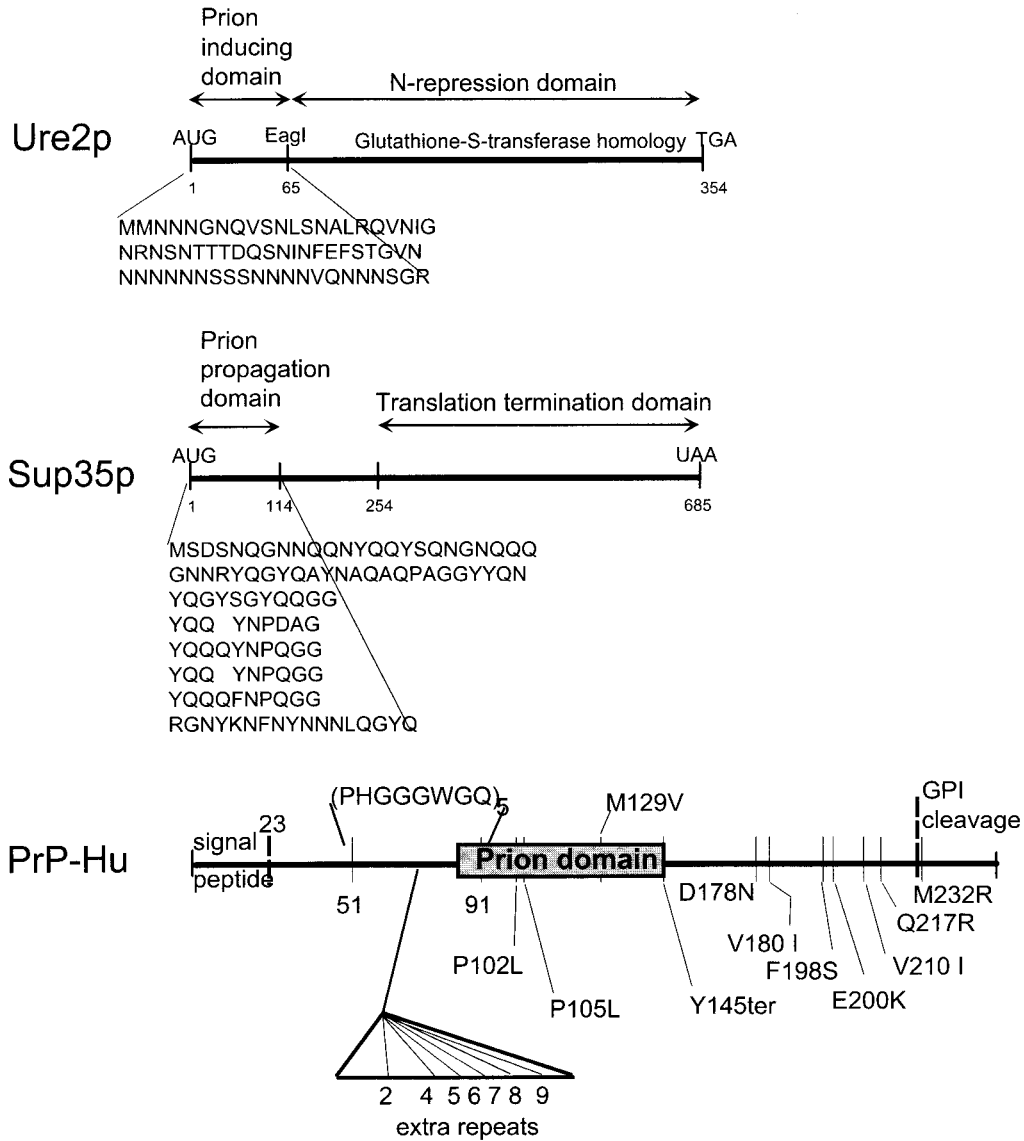 Prion
inducing
domain
N-repression domain
Ure2p
AUG
EagI
Glutathione-S-transferase homology
TGA
1
65
354
MMNNNGNQVSNLSNALRQVNIG
NRNSNTTTDQSNINFEFSTGVN
NNNNNNSSSNNNNVQNNNSGR
Prion
propagation
domain
Translation termination domain
Sup35p
AUG
UAA
1
114
254
685
MSDSNQGNNQQNYQQYSQNGNQQQ
GNNRYQGYQAYNAQAQPAGGYYQN
YQGYSGYQQGG
YQQ YNPDAG
YQQQYNPQGG
YQQ YNPQGG
YQQQFNPQGG
RGNYKNFNYNNNLQGYQ
(PHGGGWGQ)5
M129V
GPI
cleavage
PrP-Hu
signal
peptide
23
Prion domain
51
91
D178N
M232R
Q217R
P102L
V180 I
F198S
V210 I
P105L
Y145ter
E200K
2 4 5 6 7 8 9
extra repeats